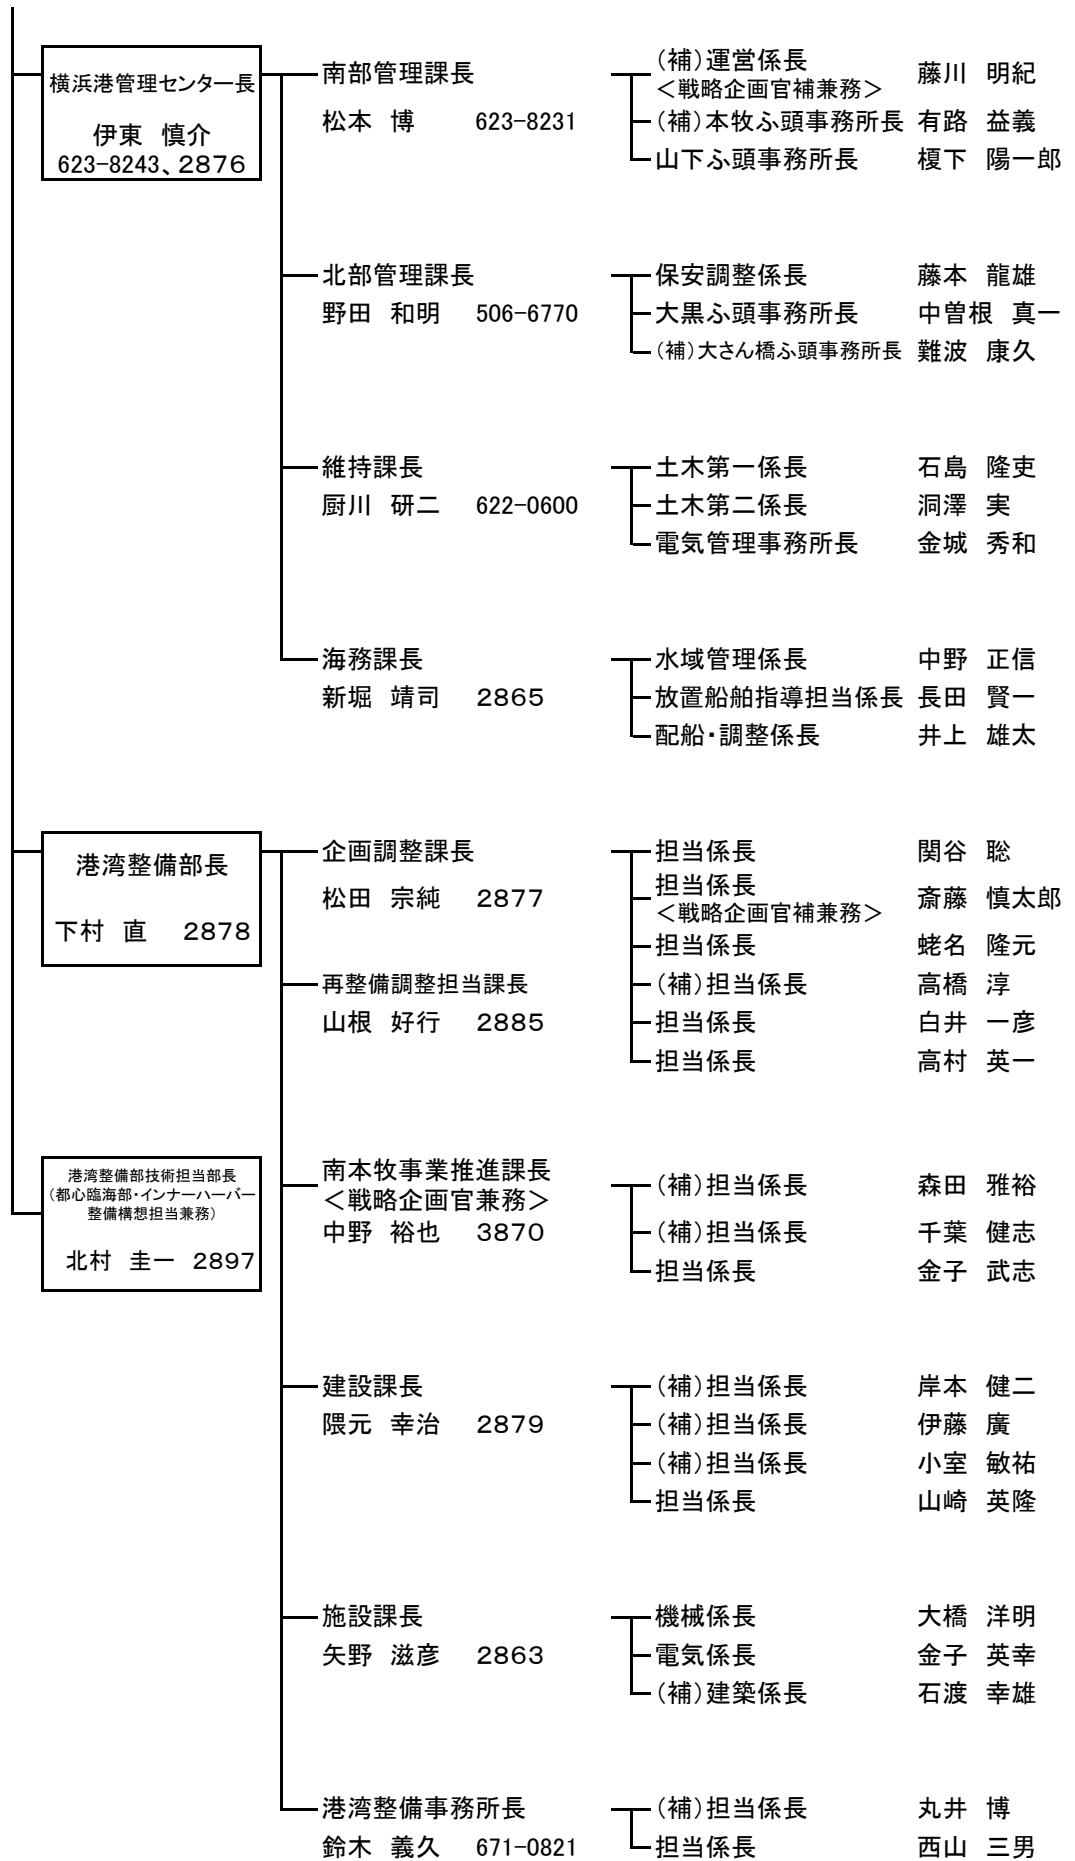 横浜港管理センター長
伊東 慎介
623-8243、2876
南部管理課長
松本 博 623-8231
(補)運営係長
<戦略企画官補兼務> 藤川 明紀
(補)本牧ふ頭事務所長 有路 益義
山下ふ頭事務所長 榎下 陽一郎
北部管理課長
野田 和明 506-6770
保安調整係長 藤本 龍雄
大黒ふ頭事務所長 中曽根 真一
(補)大さん橋ふ頭事務所長 難波 康久
維持課長
厨川 研二 622-0600
土木第一係長 石島 隆吏
土木第二係長 洞澤 実
電気管理事務所長 金城 秀和
海務課長
新堀 靖司 2865
水域管理係長 中野 正信
放置船舶指導担当係長 長田 賢一
配船・調整係長 井上 雄太
港湾整備部長
下村 直 2878
企画調整課長
松田 宗純 2877
再整備調整担当課長
山根 好行 2885
担当係長 関谷 聡
担当係長
<戦略企画官補兼務> 斎藤 慎太郎
担当係長 蛯名 隆元
(補)担当係長 高橋 淳
担当係長 白井 一彦
担当係長 高村 英一
港湾整備部技術担当部長
(都心臨海部・インナーハーバー
整備構想担当兼務)
北村 圭一 2897
南本牧事業推進課長
<戦略企画官兼務>
中野 裕也 3870
(補)担当係長 森田 雅裕
(補)担当係長 千葉 健志
担当係長 金子 武志
建設課長
隈元 幸治 2879
(補)担当係長 岸本 健二
(補)担当係長 伊藤 廣
(補)担当係長 小室 敏祐
担当係長 山崎 英隆
施設課長
矢野 滋彦 2863
機械係長 大橋 洋明
電気係長 金子 英幸
(補)建築係長 石渡 幸雄
港湾整備事務所長
鈴木 義久 671-0821
(補)担当係長 丸井 博
担当係長 西山 三男